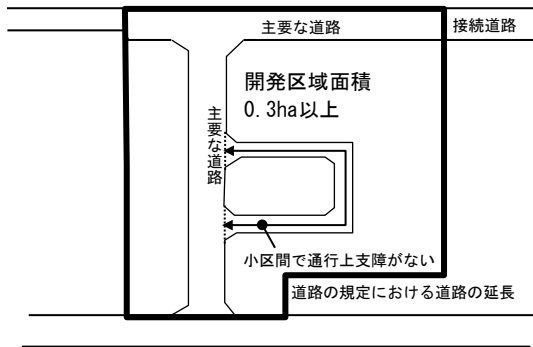 主要な道路
接続道路
開発区域面積
0.3ha以上
主要な道路
小区間で通行上支障がない
道路の規定における道路の延長